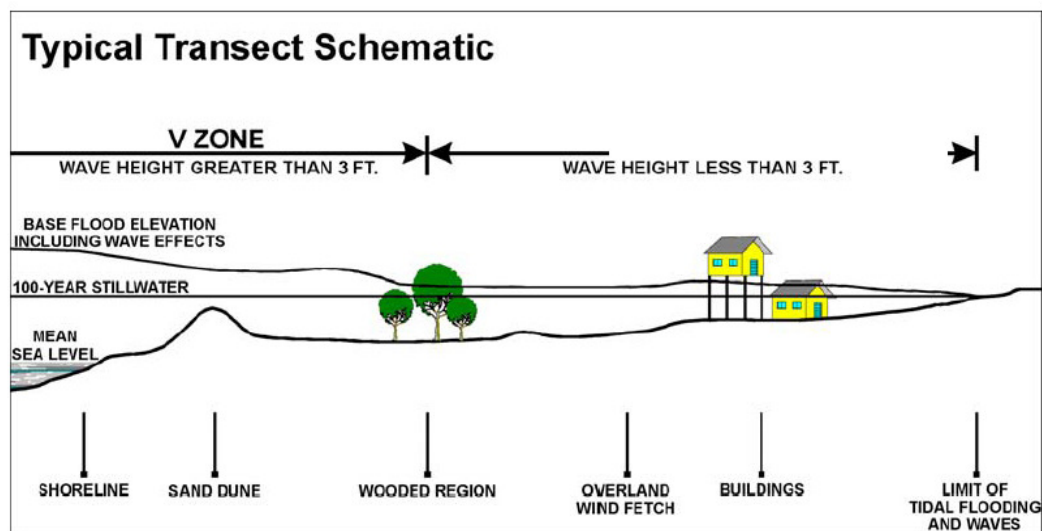 Typical Transect Schematic
V ZONE
WAVE HEIGHT GREATER THAN 3 FT.
WAVE HEIGHT LESS THAN 3 FT.
BASE FLOOD ELEVATION
INCLUDING WAVE EFFECTS
100-YEAR STILLWATER
MEAN
SEA LEVEL
SHORELINE
SAND DUNE
WOODED REGION
OVERLAND
WIND FETCH
BUILDINGS
LIMIT OF
TIDAL FLOODING
AND WAVES